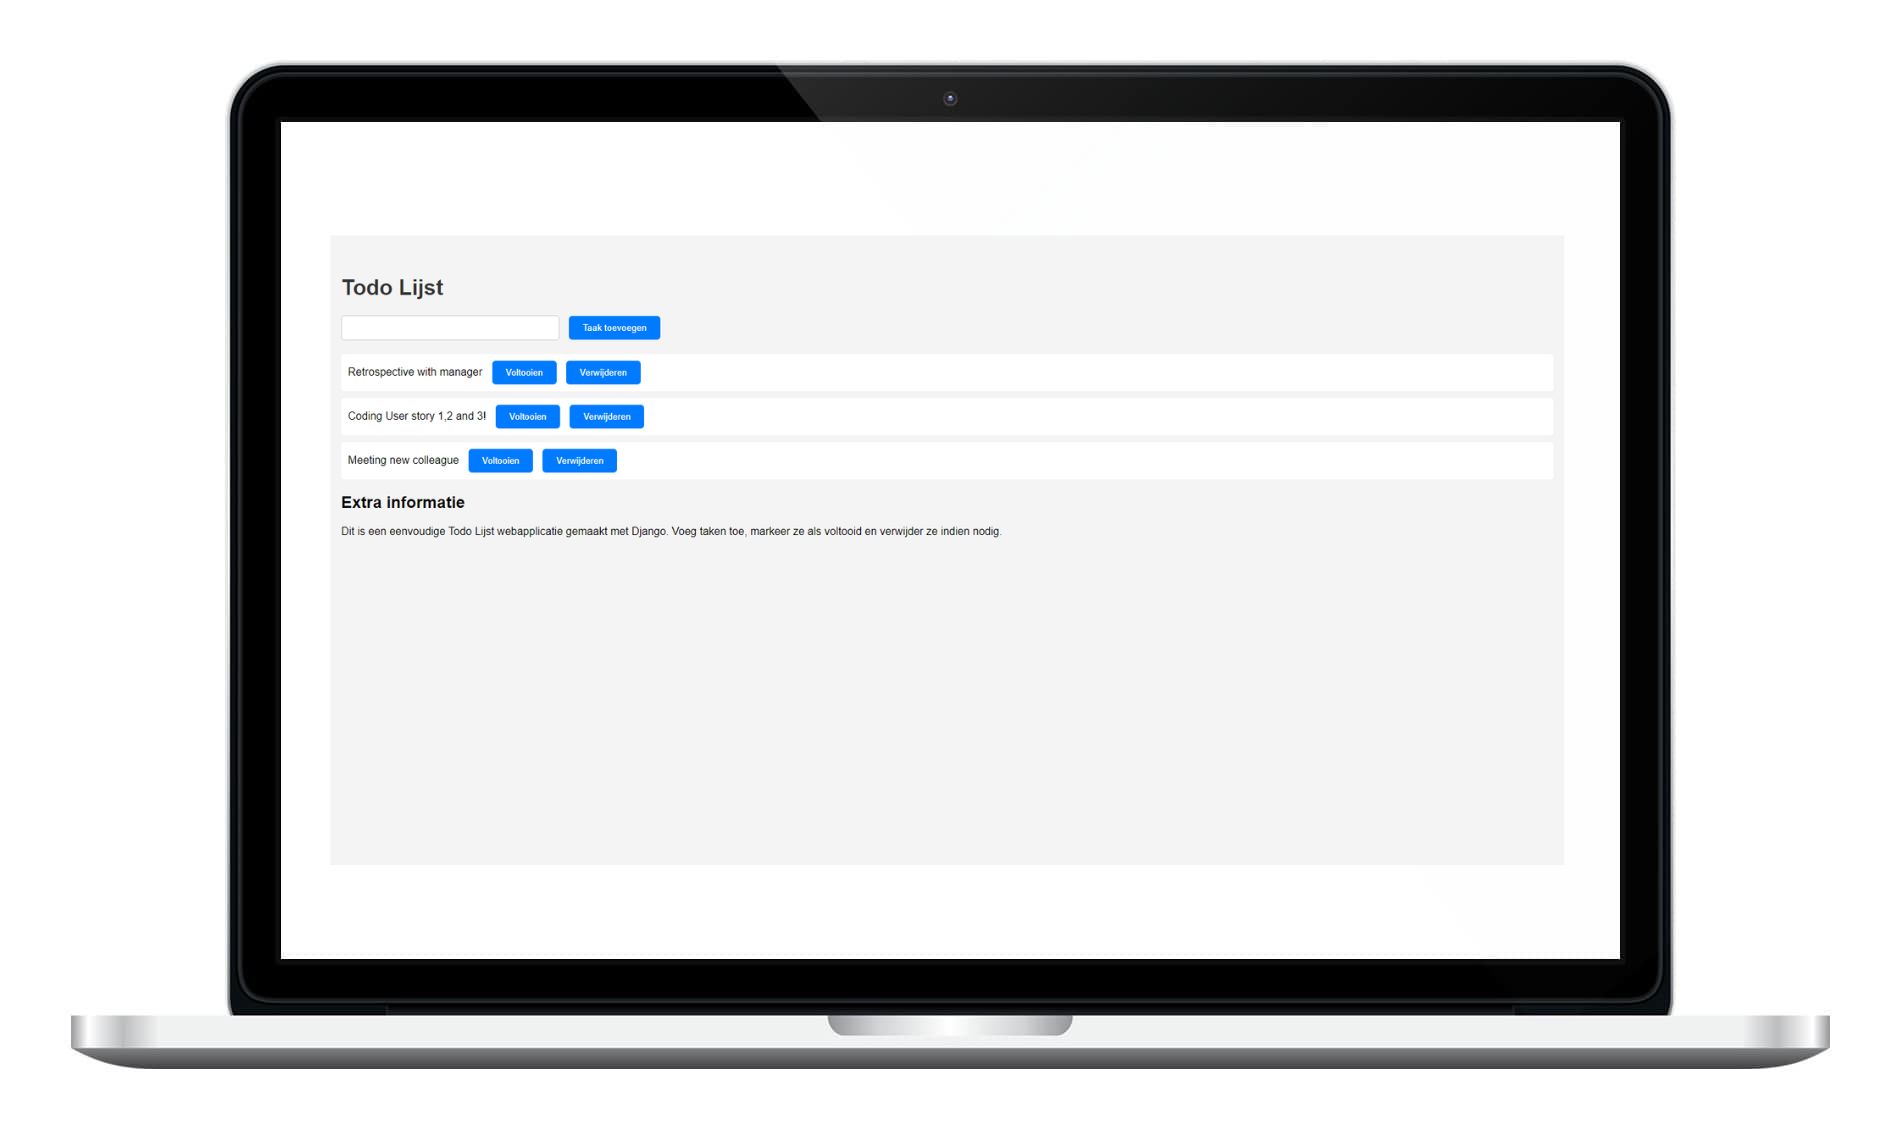 Todo Lijst
Taak toevoegen
Retrospective with manager Voltooien Verwijderen
Coding User story 1,2 and 3! Voltooien Verwijderen
Meeting new colleague Voltooien Verwijderen
Extra informatie
Dit is een eenvoudige Todo Lijst webapplicatie gemaakt met Django. Voeg taken toe, markeer ze als voltooid en verwijder ze indien nodig.